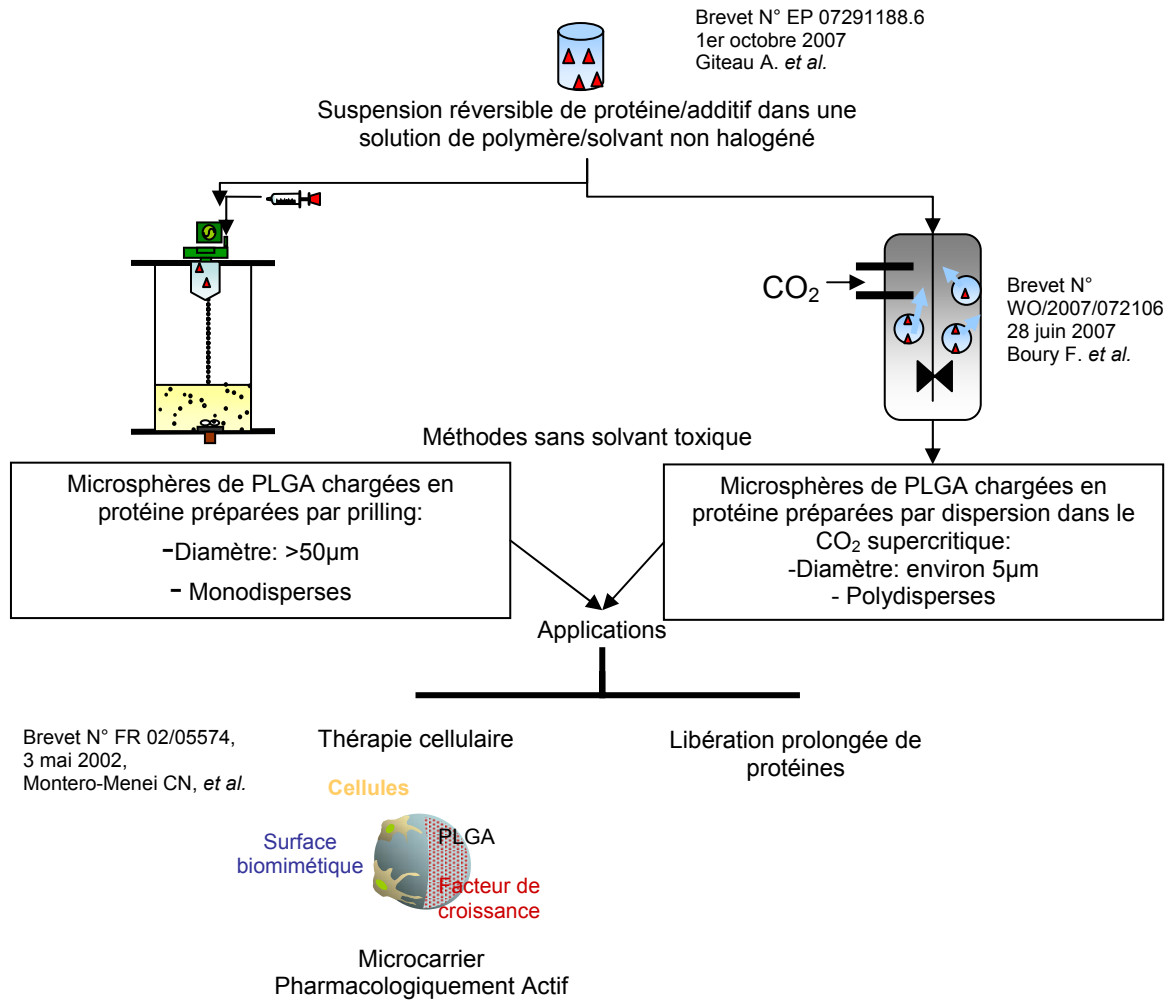 Brevet N° EP 07291188.6
1er octobre 2007
Giteau A. et al.
Suspension réversible de protéine/additif dans une
solution de polymère/solvant non halogéné
CO₂
Brevet N°
WO/2007/072106
28 juin 2007
Boury F. et al.
Méthodes sans solvant toxique
Microsphères de PLGA chargées en
protéine préparées par prilling:
-Diamètre: >50µm
- Monodisperses
Microsphères de PLGA chargées en
protéine préparées par dispersion dans le
CO₂ supercritique:
-Diamètre: environ 5µm
- Polydisperses
Applications
Brevet N° FR 02/05574,
3 mai 2002,
Montero-Menei CN, et al.
Thérapie cellulaire
Libération prolongée de
protéines
Cellules
PLGA
Surface
biomimétique
Facteur de
croissance
Microcarrier
Pharmacologiquement Actif